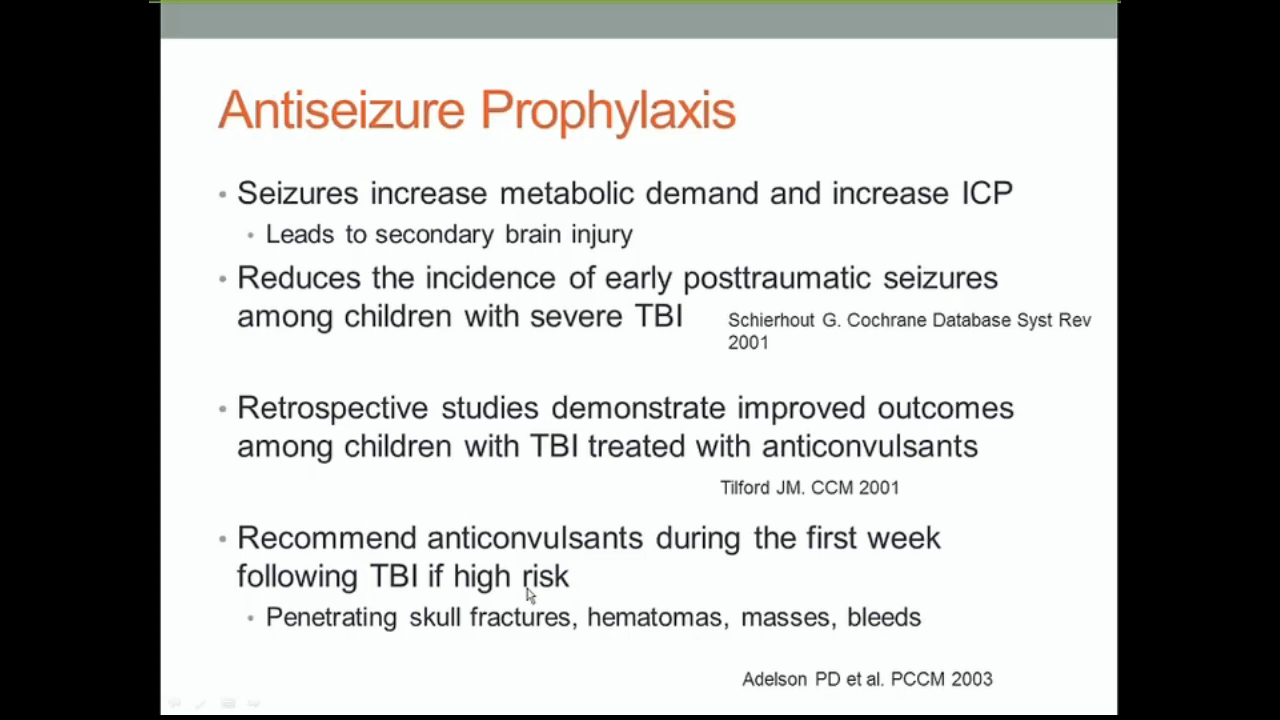 Antiseizure Prophylaxis
• Seizures increase metabolic demand and increase ICP
• Leads to secondary brain injury
• Reduces the incidence of early posttraumatic seizures
among children with severe TBI
Schierhout G. Cochrane Database Syst Rev
2001
• Retrospective studies demonstrate improved outcomes
among children with TBI treated with anticonvulsants
Tilford JM. CCM 2001
• Recommend anticonvulsants during the first week
following TBI if high risk
• Penetrating skull fractures, hematomas, masses, bleeds
Adelson PD et al. PCCM 2003